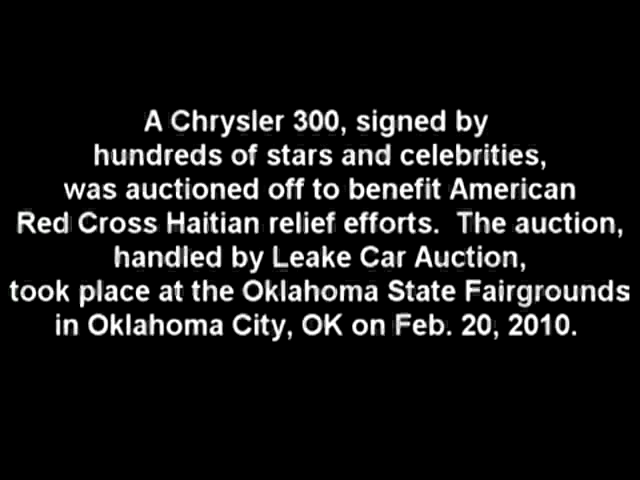 A Chrysler 300, signed by
hundreds of stars and celebrities,
was auctioned off to benefit American
Red Cross Haitian relief efforts.  The auction,
handled by Leake Car Auction,
took place at the Oklahoma State Fairgrounds
in Oklahoma City, OK on Feb. 20, 2010.